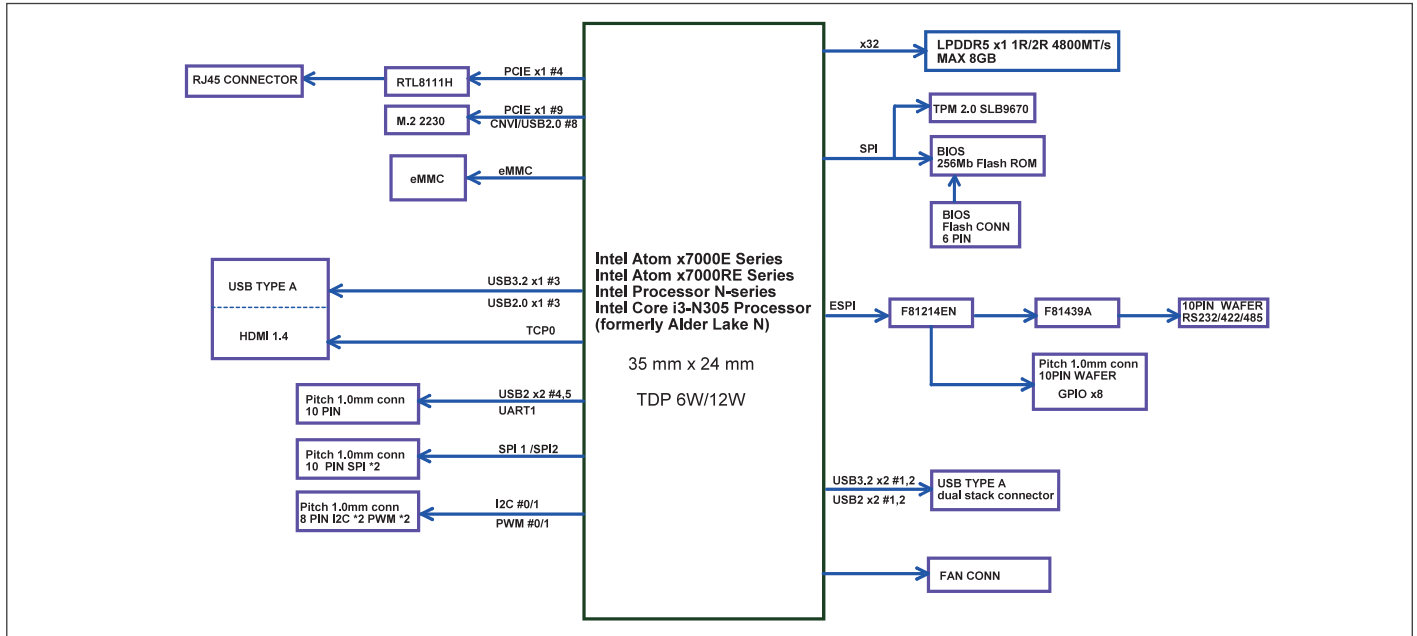 RJ45 CONNECTOR
RTL8111H
PCIE x1 #4
M.2 2230
PCIE x1 #9
CNVI/USB2.0 #8
eMMC
eMMC
USB TYPE A
HDMI 1.4
USB3.2 x1 #3
USB2.0 x1 #3
TCP0
Pitch 1.0mm conn
10 PIN
USB2 x2 #4,5
UART1
Pitch 1.0mm conn
10 PIN SPI *2
SPI 1 /SPI2
Pitch 1.0mm conn
8 PIN I2C *2 PWM *2
I2C #0/1
PWM #0/1
Intel Atom x7000E Series
Intel Atom x7000RE Series
Intel Processor N-series
Intel Core i3-N305 Processor
(formerly Alder Lake N)
35 mm x 24 mm
TDP 6W/12W
x32
LPDDR5 x1 1R/2R 4800MT/s
MAX 8GB
SPI
TPM 2.0 SLB9670
BIOS
256Mb Flash ROM
BIOS
Flash CONN
6 PIN
ESPI
F81214EN
F81439A
10PIN WAFER
RS232/422/485
Pitch 1.0mm conn
10PIN WAFER
GPIO x8
USB3.2 x2 #1,2
USB2 x2 #1,2
USB TYPE A
dual stack connector
FAN CONN